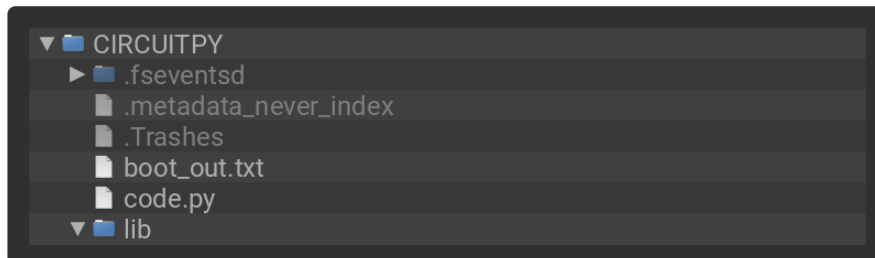 CIRCUITPY
.fseventsd
.metadata_never_index
.Trashes
boot_out.txt
code.py
lib